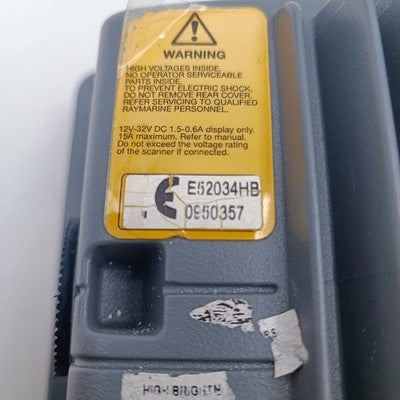 WARNING
HIGH VOLTAGES INSIDE,
NO OPERATOR SERVICEABLE
PARTS INSIDE.
TO PREVENT ELECTRIC SHOCK,
DO NOT REMOVE REAR COVER.
REFER SERVICING TO QUALIFIED
RAYMARINE PERSONNEL.
12V-32V DC 1.5-0.6A display only.
15A maximum. Refer to manual.
Do not exceed the voltage rating
of the scanner if connected.
E52034HB
0950357
HIGH BRIGHTN